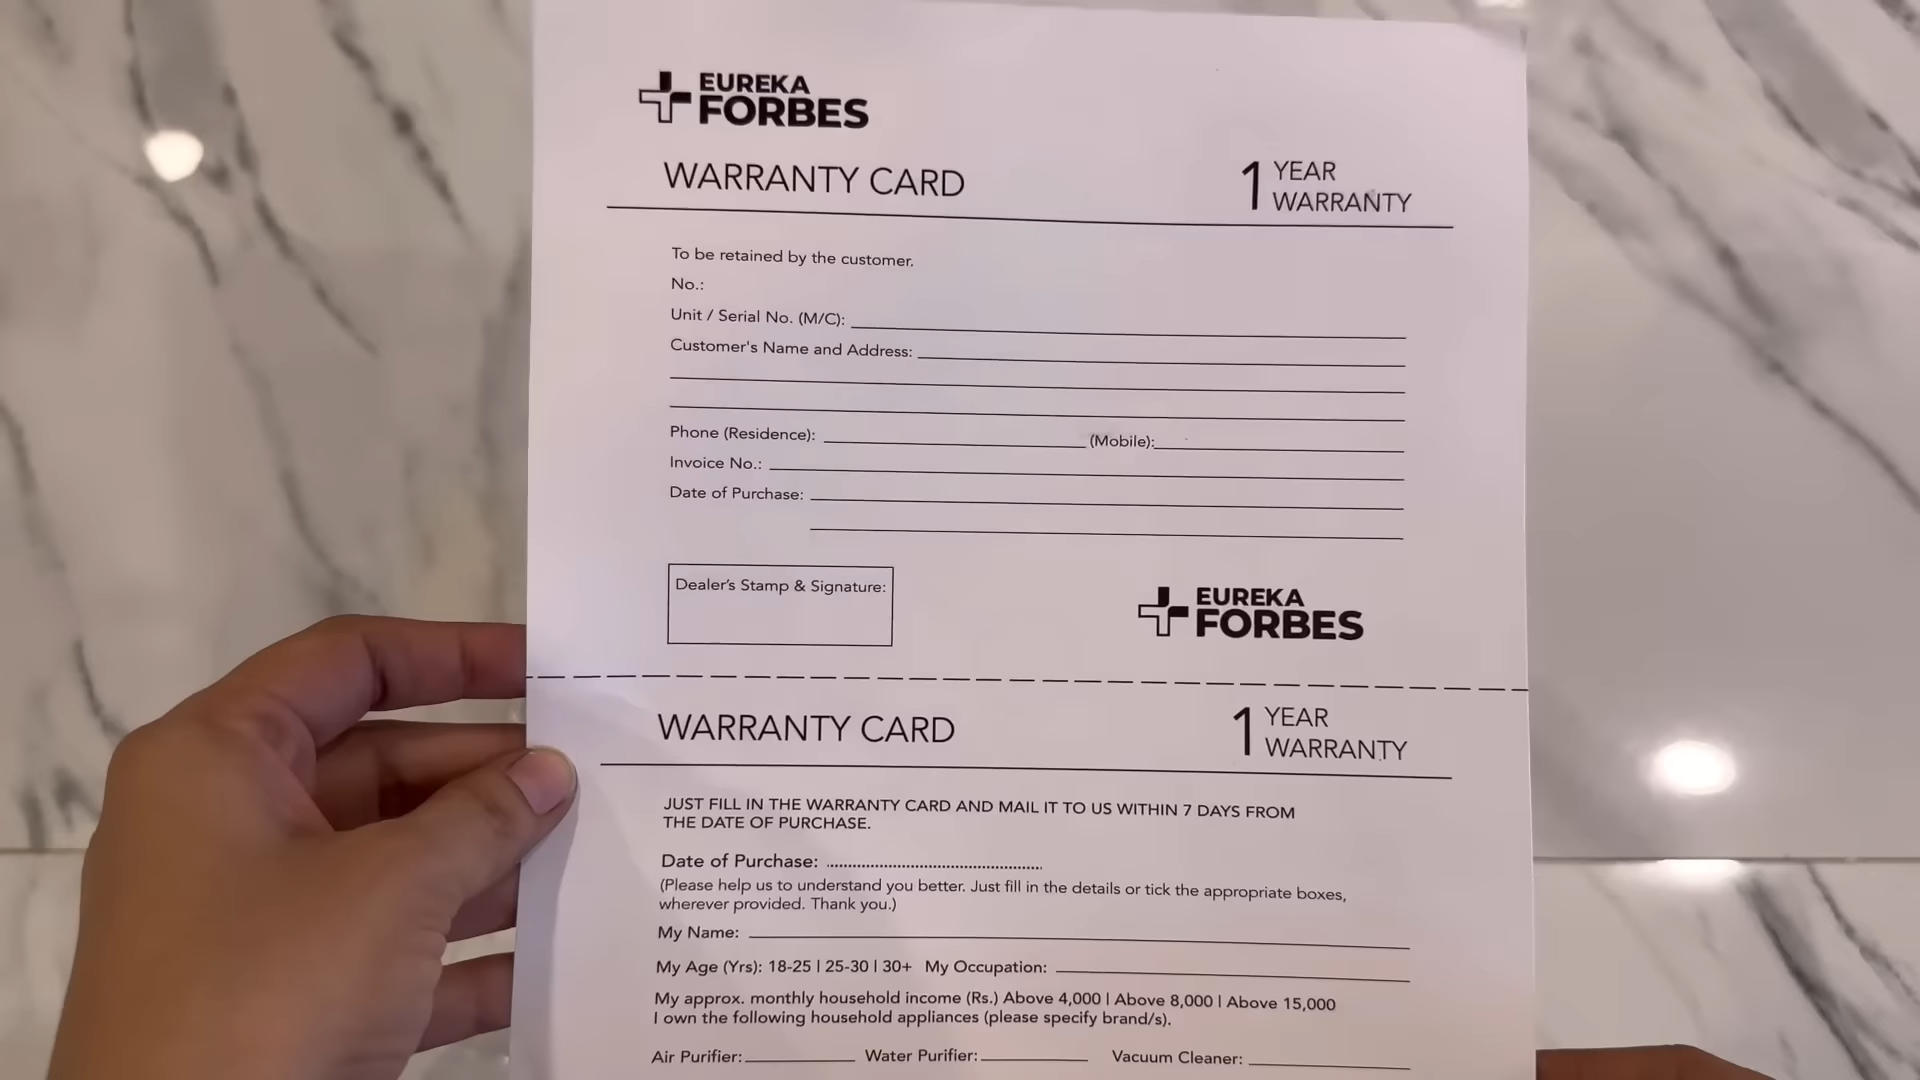 EUREKA
FORBES
WARRANTY CARD
1 YEAR
WARRANTY
To be retained by the customer.
No.:
Unit / Serial No. (M/C):
Customer's Name and Address:
Phone (Residence): (Mobile):
Invoice No.:
Date of Purchase:
Dealer's Stamp & Signature:
EUREKA
FORBES
WARRANTY CARD
1 YEAR
WARRANTY
JUST FILL IN THE WARRANTY CARD AND MAIL IT TO US WITHIN 7 DAYS FROM
THE DATE OF PURCHASE.
Date of Purchase:
(Please help us to understand you better. Just fill in the details or tick the appropriate boxes,
wherever provided. Thank you.)
My Name:
My Age (Yrs): 18-25 | 25-30 | 30+ My Occupation:
My approx. monthly household income (Rs.) Above 4,000 | Above 8,000 | Above 15,000
I own the following household appliances (please specify brand/s).
Air Purifier: Water Purifier: Vacuum Cleaner: